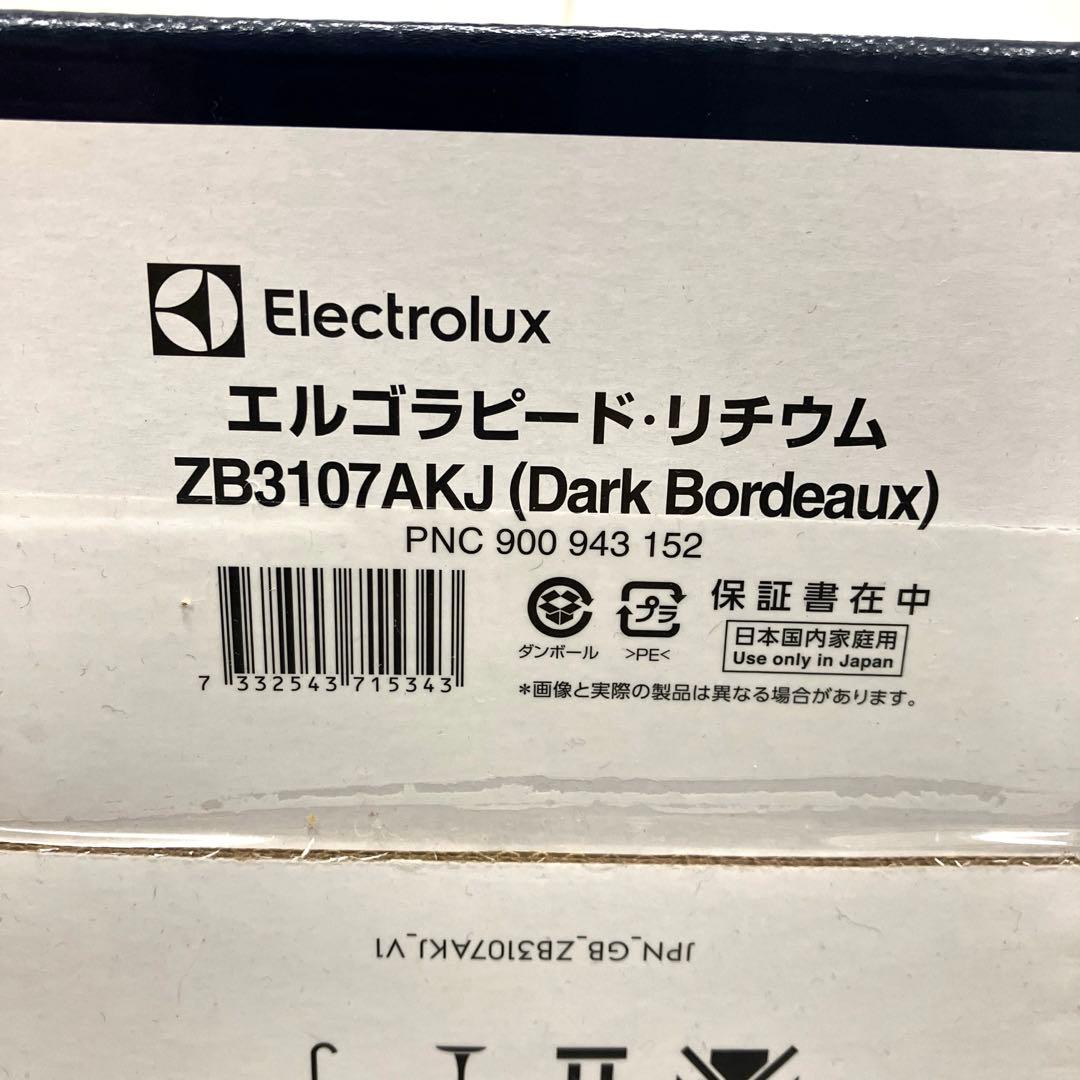 Electrolux
エルゴラピード・リチウム
ZB3107AKJ (Dark Bordeaux)
PNC 900 943 152
保証書在中
プラ
日本国内家庭用
Use only in Japan
ダンボール >PE<
7 332543 715343
*画像と実際の製品は異なる場合があります。
JPN_GB_ZB3107AKJ_V1